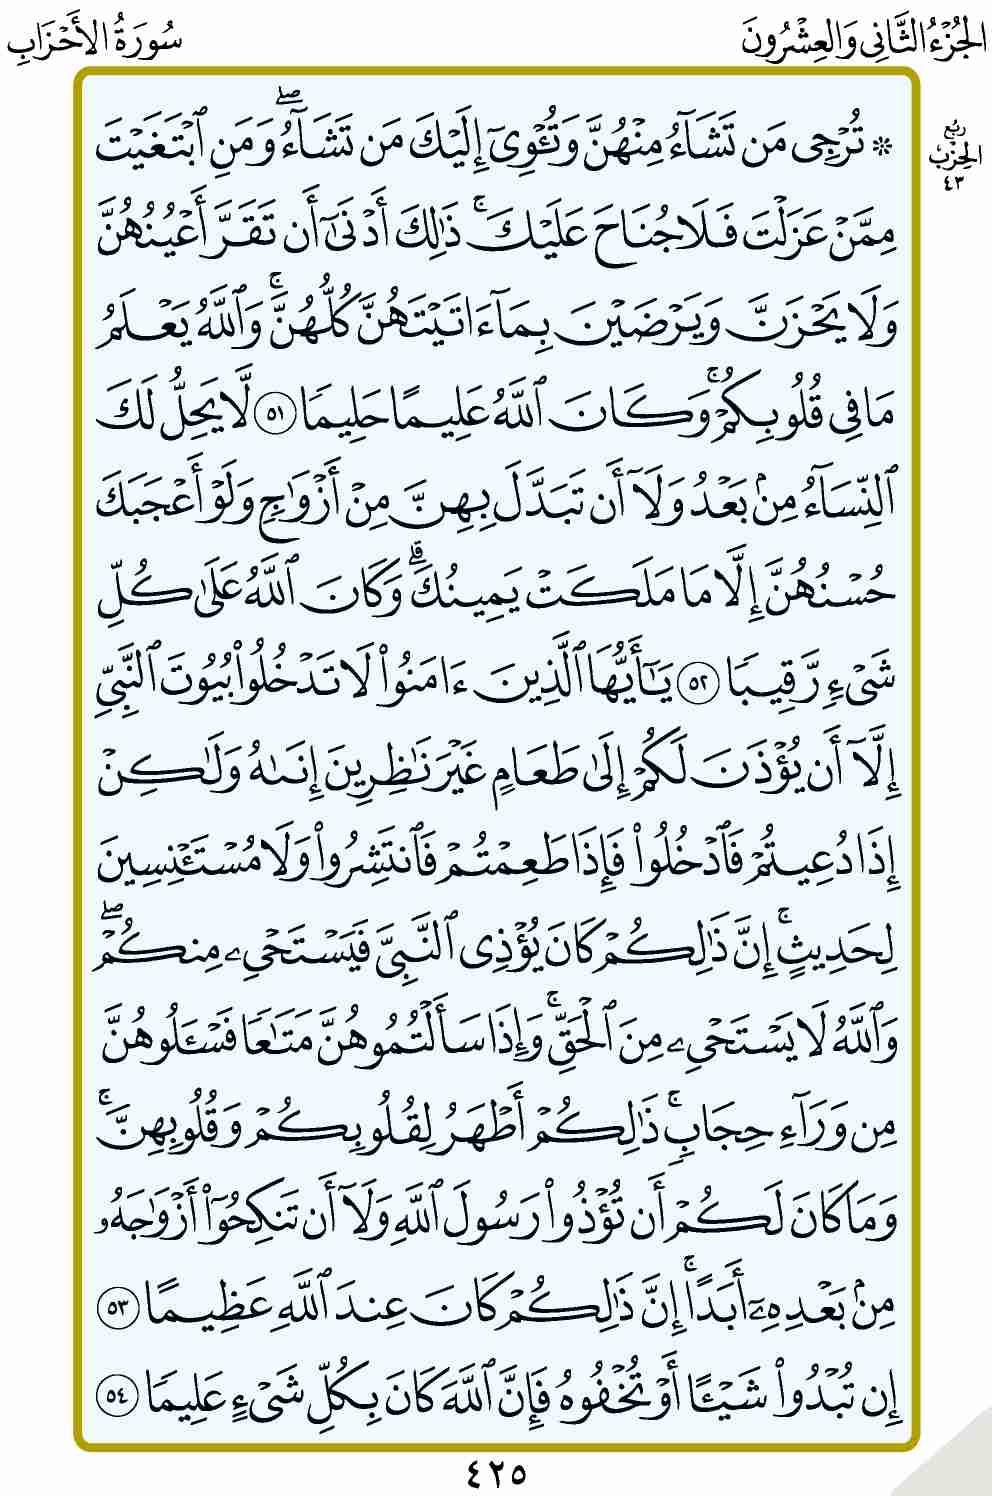 الجُزْءُ الثَّانِي وَالعِشْرُونَ
سُورَةُ الأَحْزَابِ
رُبْع
الحِزْب
٤٣
۞ تُرْجِى مَن تَشَآءُ مِنْهُنَّ وَتُـْٔوِىٓ إِلَيْكَ مَن تَشَآءُ ۖ وَمَنِ ٱبْتَغَيْتَ
مِمَّنْ عَزَلْتَ فَلَا جُنَاحَ عَلَيْكَ ۚ ذَٰلِكَ أَدْنَىٰٓ أَن تَقَرَّ أَعْيُنُهُنَّ
وَلَا يَحْزَنَّ وَيَرْضَيْنَ بِمَآ ءَاتَيْتَهُنَّ كُلُّهُنَّ ۚ وَٱللَّهُ يَعْلَمُ
مَا فِى قُلُوبِكُمْ ۚ وَكَانَ ٱللَّهُ عَلِيمًا حَلِيمًا ٥١ لَّا يَحِلُّ لَكَ
ٱلنِّسَآءُ مِنۢ بَعْدُ وَلَآ أَن تَبَدَّلَ بِهِنَّ مِنْ أَزْوَٰجٍ وَلَوْ أَعْجَبَكَ
حُسْنُهُنَّ إِلَّا مَا مَلَكَتْ يَمِينُكَ ۗ وَكَانَ ٱللَّهُ عَلَىٰ كُلِّ
شَىْءٍ رَّقِيبًا ٥٢ يَـٰٓأَيُّهَا ٱلَّذِينَ ءَامَنُوا۟ لَا تَدْخُلُوا۟ بُيُوتَ ٱلنَّبِىِّ
إِلَّآ أَن يُؤْذَنَ لَكُمْ إِلَىٰ طَعَامٍ غَيْرَ نَـٰظِرِينَ إِنَىٰهُ وَلَـٰكِنْ
إِذَا دُعِيتُمْ فَٱدْخُلُوا۟ فَإِذَا طَعِمْتُمْ فَٱنتَشِرُوا۟ وَلَا مُسْتَـْٔنِسِينَ
لِحَدِيثٍ ۚ إِنَّ ذَٰلِكُمْ كَانَ يُؤْذِى ٱلنَّبِىَّ فَيَسْتَحْىِۦ مِنكُمْ ۖ
وَٱللَّهُ لَا يَسْتَحْىِۦ مِنَ ٱلْحَقِّ ۚ وَإِذَا سَأَلْتُمُوهُنَّ مَتَـٰعًا فَسْـَٔلُوهُنَّ
مِن وَرَآءِ حِجَابٍ ۚ ذَٰلِكُمْ أَطْهَرُ لِقُلُوبِكُمْ وَقُلُوبِهِنَّ ۚ
وَمَا كَانَ لَكُمْ أَن تُؤْذُوا۟ رَسُولَ ٱللَّهِ وَلَآ أَن تَنكِحُوٓا۟ أَزْوَٰجَهُۥ
مِنۢ بَعْدِهِۦٓ أَبَدًا ۚ إِنَّ ذَٰلِكُمْ كَانَ عِندَ ٱللَّهِ عَظِيمًا ٥٣
إِن تُبْدُوا۟ شَيْـًٔا أَوْ تُخْفُوهُ فَإِنَّ ٱللَّهَ كَانَ بِكُلِّ شَىْءٍ عَلِيمًا ٥٤
٤٢٥